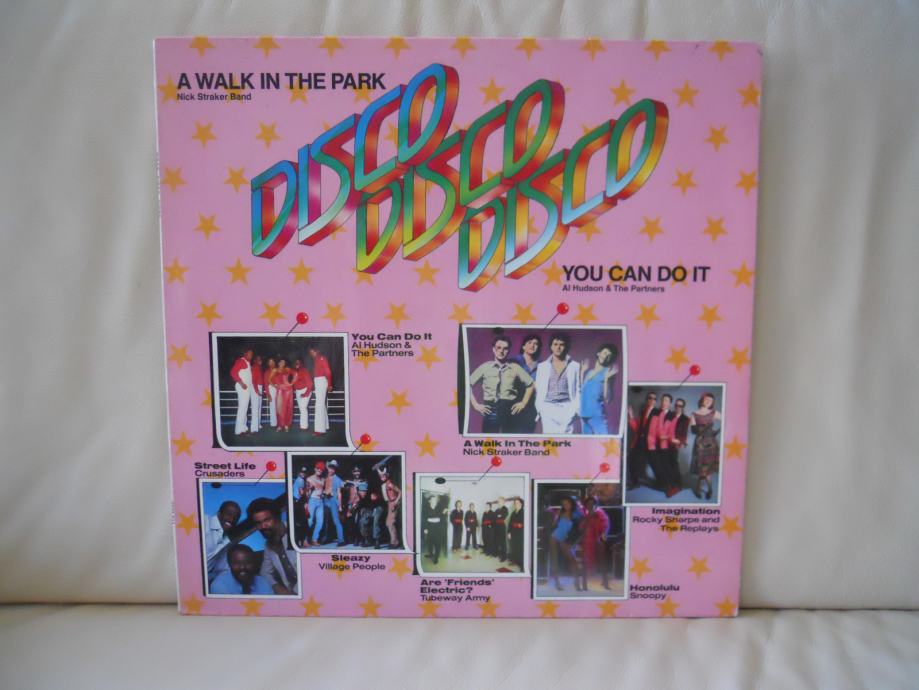 A WALK IN THE PARK
Nick Straker Band
DISCO
DISCO
DISCO
YOU CAN DO IT
Al Hudson & The Partners
You Can Do It
Al Hudson &
The Partners
A Walk In The Park
Nick Straker Band
Street Life
Crusaders
Imagination
Rocky Sharpe and
The Replays
Sleazy
Village People
Are 'Friends'
Electric?
Tubeway Army
Honolulu
Snoopy